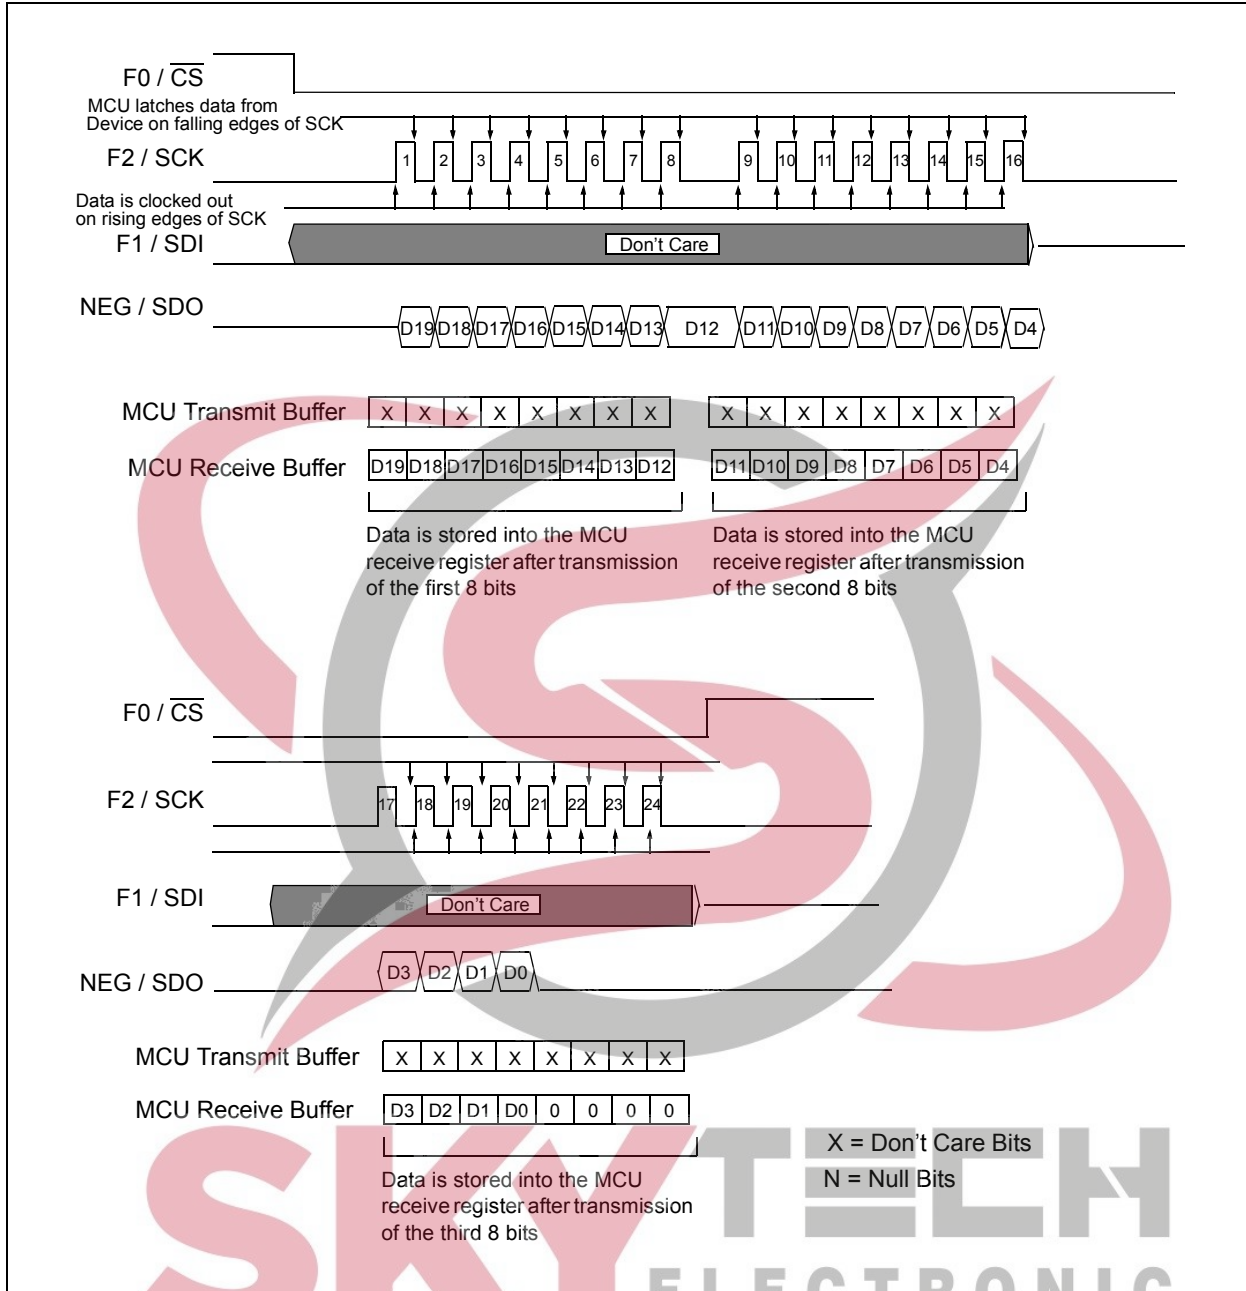 F0 / CS
MCU latches data from
Device on falling edges of SCK
F2 / SCK
1 2 3 4 5 6 7 8 9 10 11 12 13 14 15 16
Data is clocked out
on rising edges of SCK
F1 / SDI
Don't Care
NEG / SDO
D19 D18 D17 D16 D15 D14 D13 D12 D11 D10 D9 D8 D7 D6 D5 D4
MCU Transmit Buffer
X X X X X X X X X X X X X X X X
MCU Receive Buffer
D19 D18 D17 D16 D15 D14 D13 D12 D11 D10 D9 D8 D7 D6 D5 D4
Data is stored into the MCU
receive register after transmission
of the first 8 bits
Data is stored into the MCU
receive register after transmission
of the second 8 bits
F0 / CS
F2 / SCK
17 18 19 20 21 22 23 24
F1 / SDI
Don't Care
NEG / SDO
D3 D2 D1 D0
MCU Transmit Buffer
X X X X X X X X
MCU Receive Buffer
D3 D2 D1 D0 0 0 0 0
Data is stored into the MCU
receive register after transmission
of the third 8 bits
X = Don't Care Bits
N = Null Bits
SKYTECH
ELECTRONIC